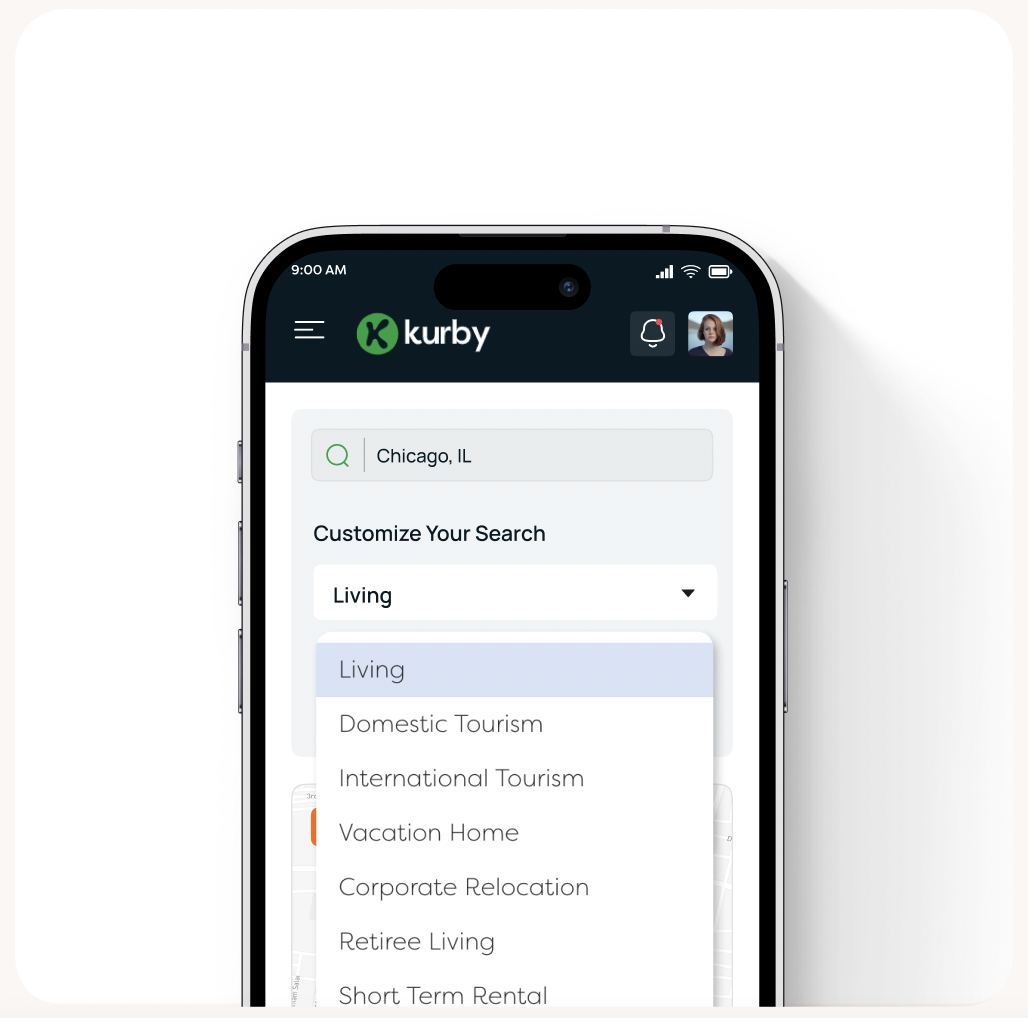 9:00 AM
kurby
Chicago, IL
Customize Your Search
Living
Living
Domestic Tourism
International Tourism
Vacation Home
Corporate Relocation
Retiree Living
Short Term Rental